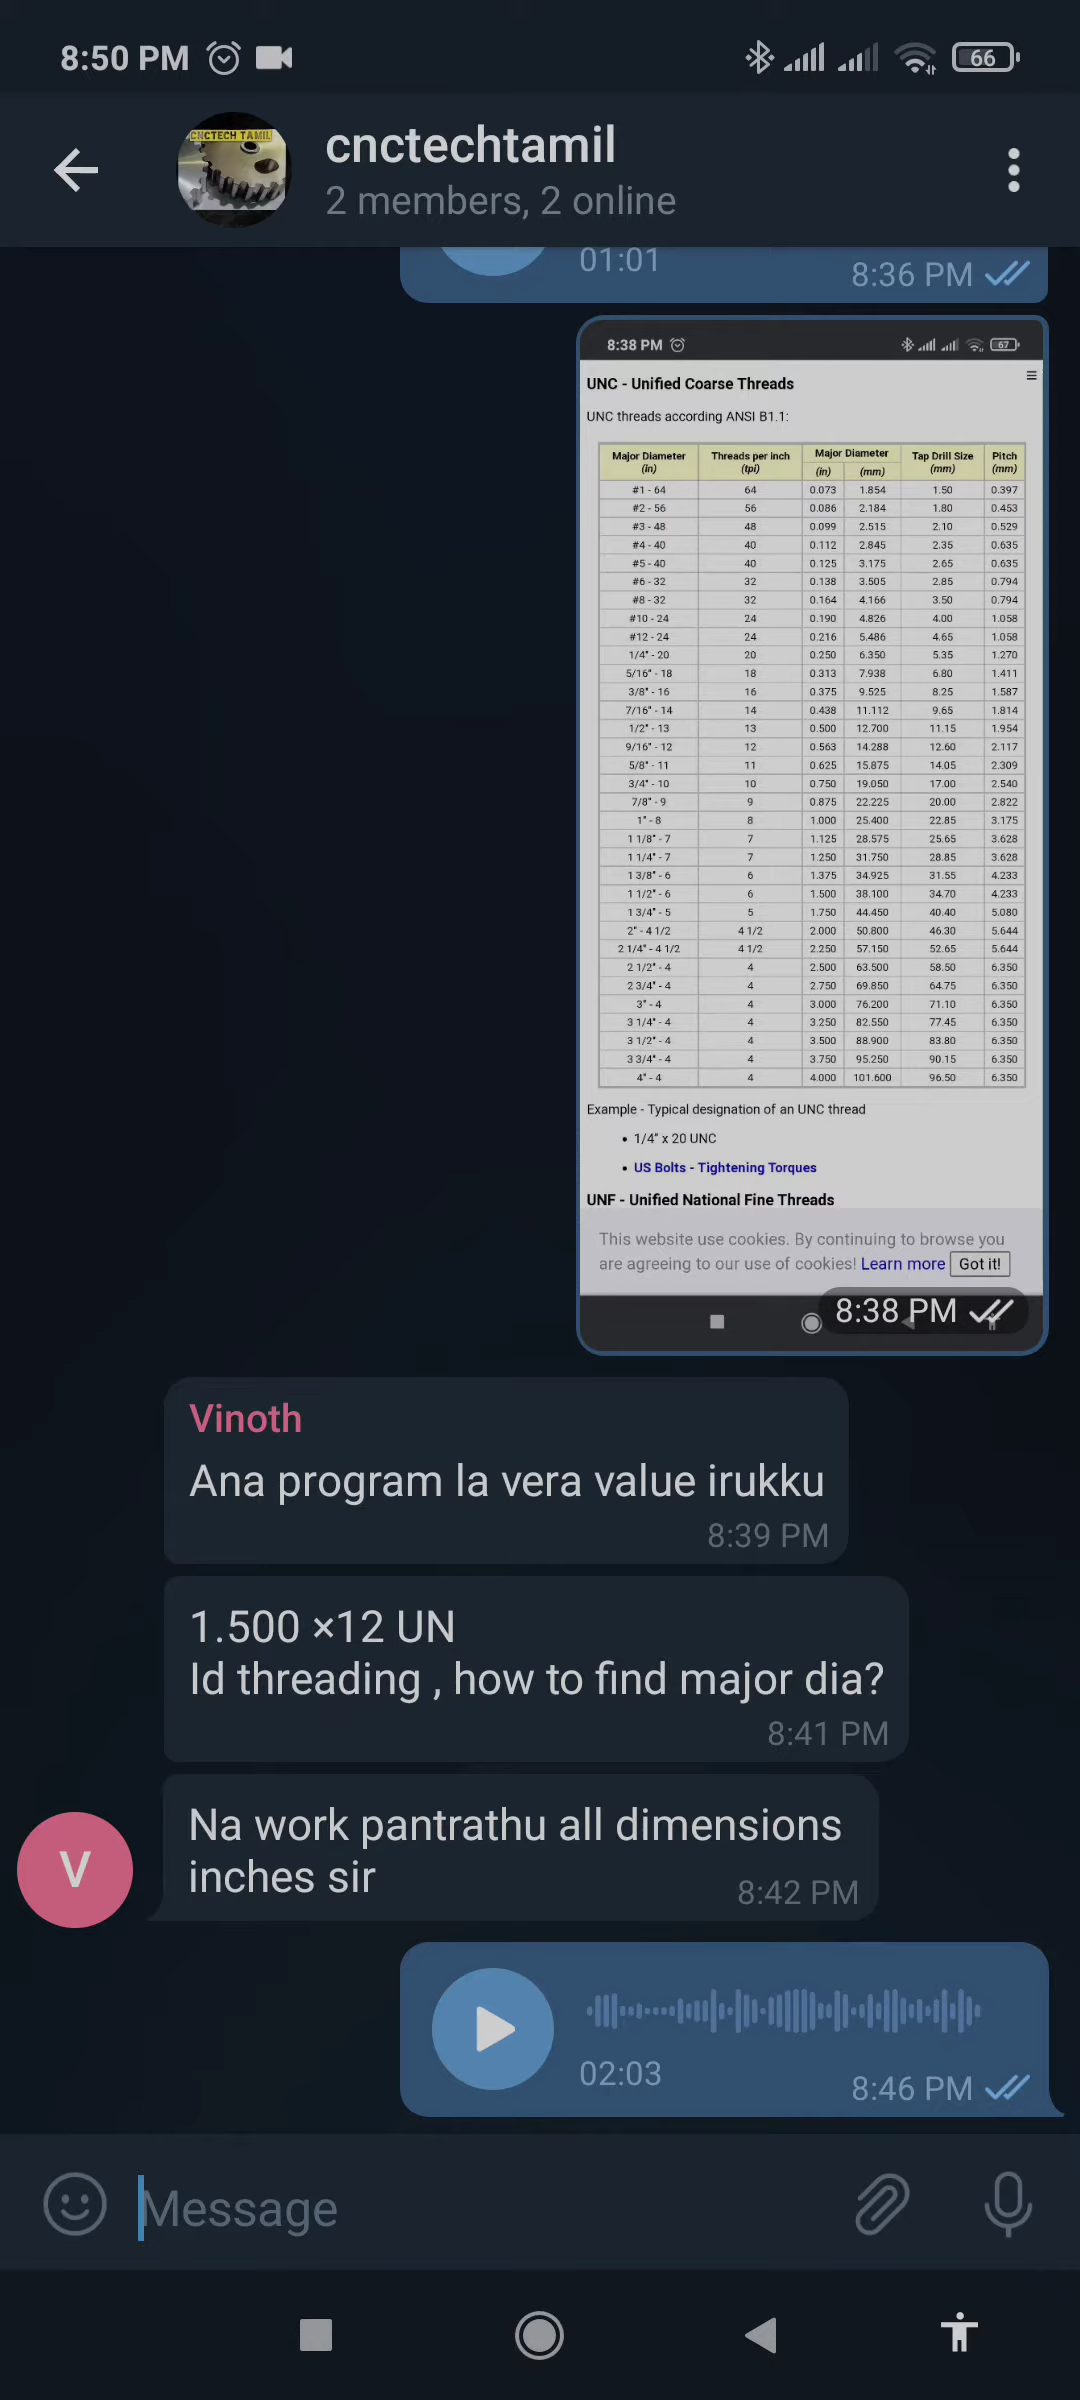 8:50 PM
66
CNCTECH TAMIL
cnctechtamil
2 members, 2 online
01:01
8:36 PM
8:38 PM
67
UNC - Unified Coarse Threads
UNC threads according ANSI B1.1:
Major Diameter (in) Threads per inch (tpi) Major Diameter (in) (mm) Tap Drill Size (mm) Pitch (mm)
#1 - 64 64 0.073 1.854 1.50 0.397
#2 - 56 56 0.086 2.184 1.80 0.453
#3 - 48 48 0.099 2.515 2.10 0.529
#4 - 40 40 0.112 2.845 2.35 0.635
#5 - 40 40 0.125 3.175 2.65 0.635
#6 - 32 32 0.138 3.505 2.85 0.794
#8 - 32 32 0.164 4.166 3.50 0.794
#10 - 24 24 0.190 4.826 4.00 1.058
#12 - 24 24 0.216 5.486 4.65 1.058
1/4" - 20 20 0.250 6.350 5.35 1.270
5/16" - 18 18 0.313 7.938 6.80 1.411
3/8" - 16 16 0.375 9.525 8.25 1.587
7/16" - 14 14 0.438 11.112 9.65 1.814
1/2" - 13 13 0.500 12.700 11.15 1.954
9/16" - 12 12 0.563 14.288 12.60 2.117
5/8" - 11 11 0.625 15.875 14.05 2.309
3/4" - 10 10 0.750 19.050 17.00 2.540
7/8" - 9 9 0.875 22.225 20.00 2.822
1" - 8 8 1.000 25.400 22.85 3.175
1 1/8" - 7 7 1.125 28.575 25.65 3.628
1 1/4" - 7 7 1.250 31.750 28.85 3.628
1 3/8" - 6 6 1.375 34.925 31.55 4.233
1 1/2" - 6 6 1.500 38.100 34.70 4.233
1 3/4" - 5 5 1.750 44.450 40.40 5.080
2" - 4 1/2 4 1/2 2.000 50.800 46.30 5.644
2 1/4" - 4 1/2 4 1/2 2.250 57.150 52.65 5.644
2 1/2" - 4 4 2.500 63.500 58.50 6.350
2 3/4" - 4 4 2.750 69.850 64.75 6.350
3" - 4 4 3.000 76.200 71.10 6.350
3 1/4" - 4 4 3.250 82.550 77.45 6.350
3 1/2" - 4 4 3.500 88.900 83.80 6.350
3 3/4" - 4 4 3.750 95.250 90.15 6.350
4" - 4 4 4.000 101.600 96.50 6.350
Example - Typical designation of an UNC thread
• 1/4" x 20 UNC
• US Bolts - Tightening Torques
UNF - Unified National Fine Threads
This website use cookies. By continuing to browse you
are agreeing to our use of cookies! Learn more Got it!
8:38 PM
Vinoth
Ana program la vera value irukku
8:39 PM
1.500 ×12 UN
Id threading , how to find major dia?
8:41 PM
Na work pantrathu all dimensions
inches sir
8:42 PM
V
02:03
8:46 PM
Message